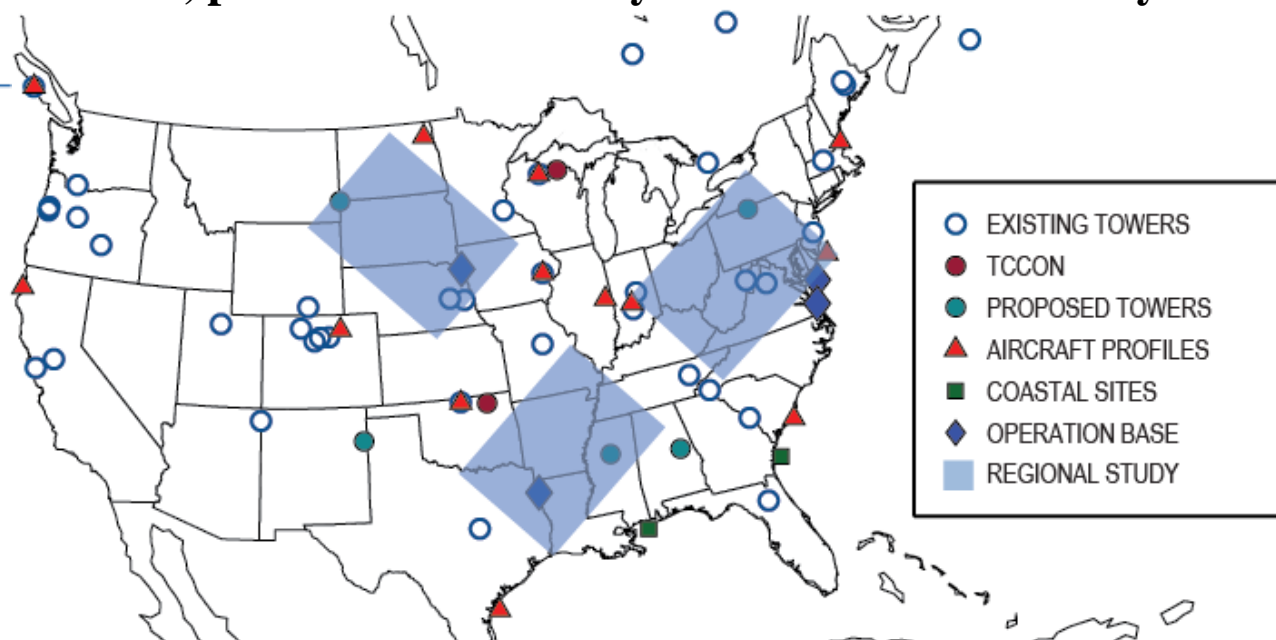 EXISTING TOWERS
TCCON
PROPOSED TOWERS
AIRCRAFT PROFILES
COASTAL SITES
OPERATION BASE
REGIONAL STUDY